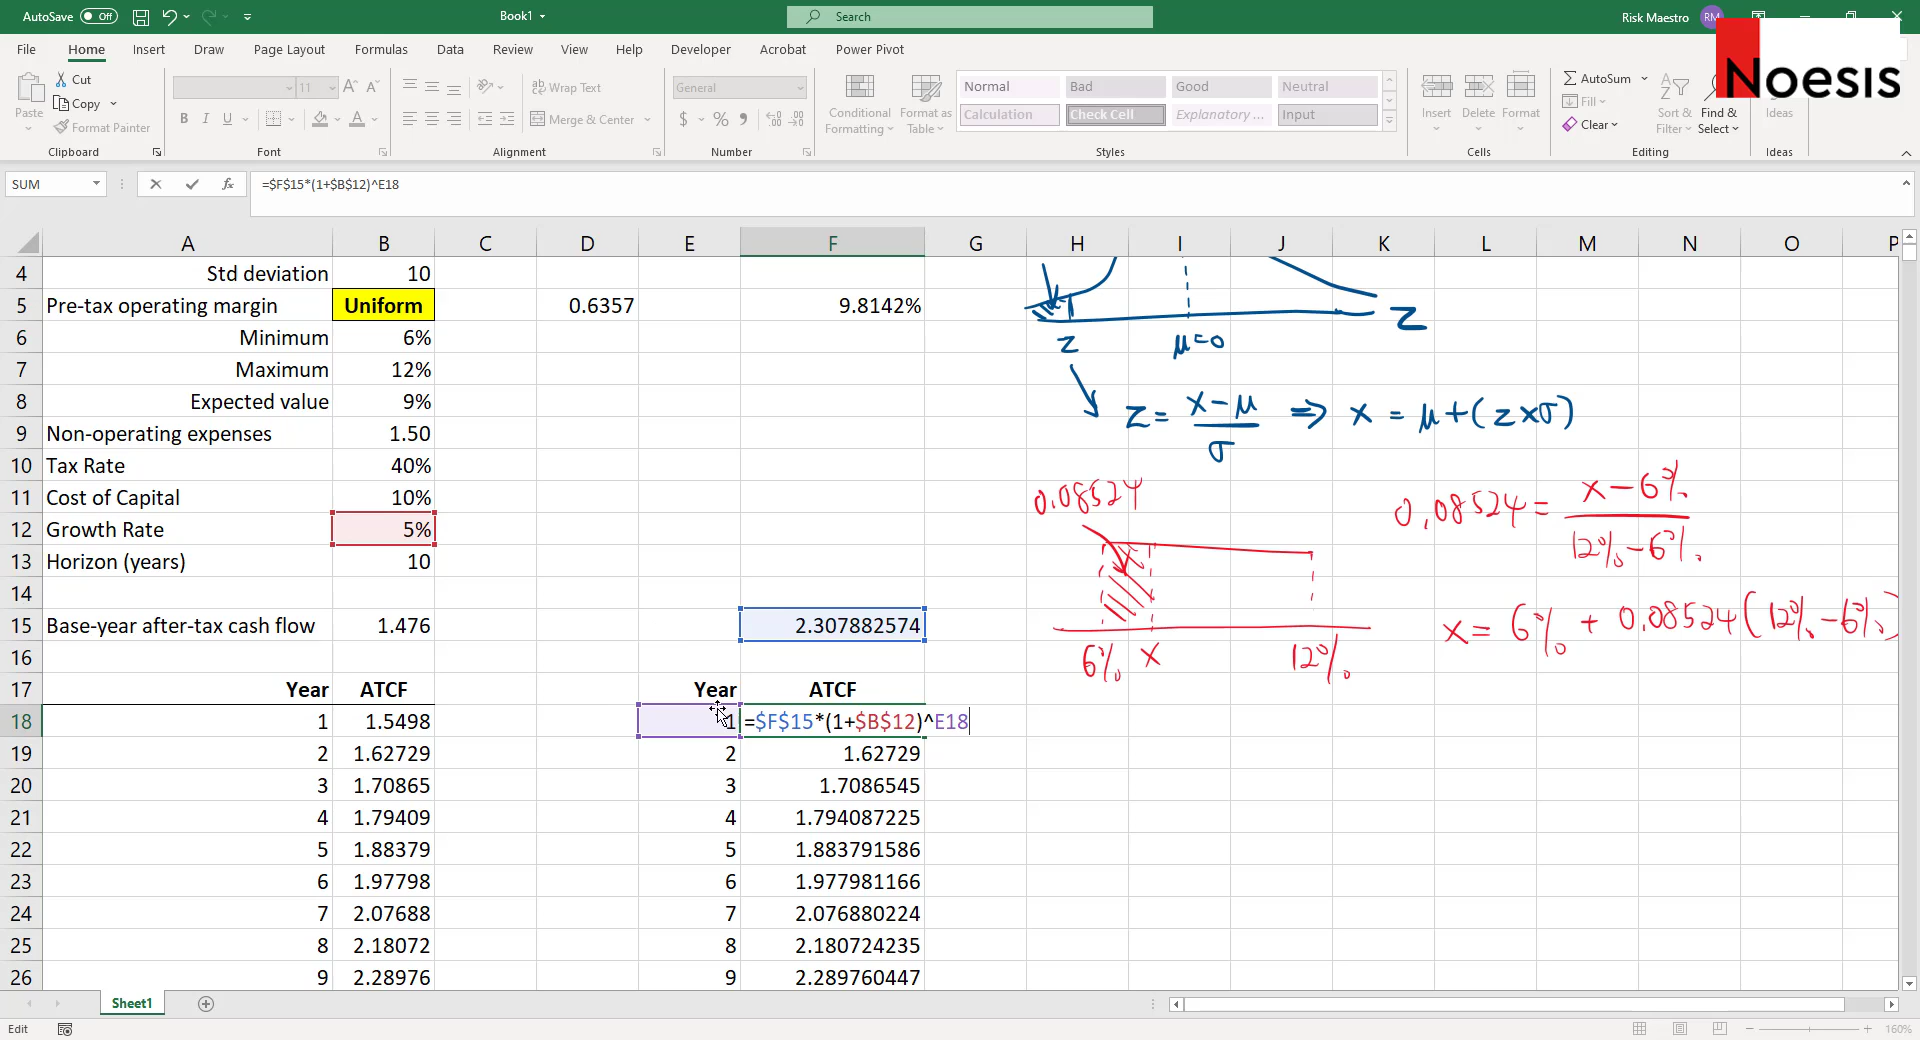 AutoSave Off Book1 Search Risk Maestro RM
Noesis
File Home Insert Draw Page Layout Formulas Data Review View Help Developer Acrobat Power Pivot
Paste Cut Copy Format Painter
Clipboard
11 A A
B I U A
Font
Wrap Text
Merge & Center
Alignment
General
$ % 9
Number
Conditional Formatting
Format as Table
Normal Bad Good Neutral
Calculation Check Cell Explanatory ... Input
Styles
Insert Delete Format
Cells
AutoSum
Fill
Clear
Sort & Filter
Find & Select
Editing
Ideas
Ideas
SUM fx =$F$15*(1+$B$12)^E18
A B C D E F G H I J K L M N O P
4 Std deviation 10
5 Pre-tax operating margin Uniform 0.6357 9.8142%
6 Minimum 6%
7 Maximum 12%
8 Expected value 9%
9 Non-operating expenses 1.50
10 Tax Rate 40%
11 Cost of Capital 10%
12 Growth Rate 5%
13 Horizon (years) 10
14
15 Base-year after-tax cash flow 1.476 2.307882574
16
17 Year ATCF Year ATCF
18 1 1.5498 1 =$F$15*(1+$B$12)^E18
19 2 1.62729 2 1.62729
20 3 1.70865 3 1.7086545
21 4 1.79409 4 1.794087225
22 5 1.88379 5 1.883791586
23 6 1.97798 6 1.977981166
24 7 2.07688 7 2.076880224
25 8 2.18072 8 2.180724235
26 9 2.28976 9 2.289760447
z
z μ=0
z = x-μ / σ ⇒ x = μ+(z×σ)
0.08524
0.08524 = x-6% / 12%-6%
x = 6% + 0.08524(12%-6%)
6% x 12%
Sheet1
Edit 160%